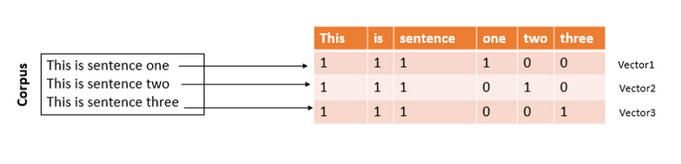 Corpus
This is sentence one
This is sentence two
This is sentence three
This is sentence one two three
1 1 1 1 0 0 Vector1
1 1 1 0 1 0 Vector2
1 1 1 0 0 1 Vector3